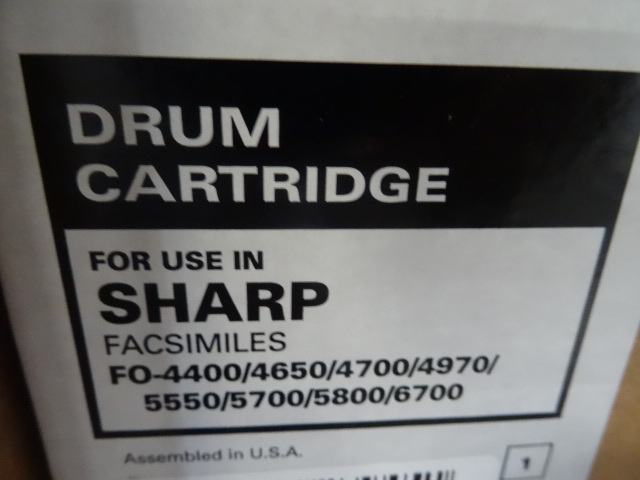 DRUM
CARTRIDGE
FOR USE IN
SHARP
FACSIMILES
FO-4400/4650/4700/4970/
5550/5700/5800/6700
Assembled in U.S.A.
1